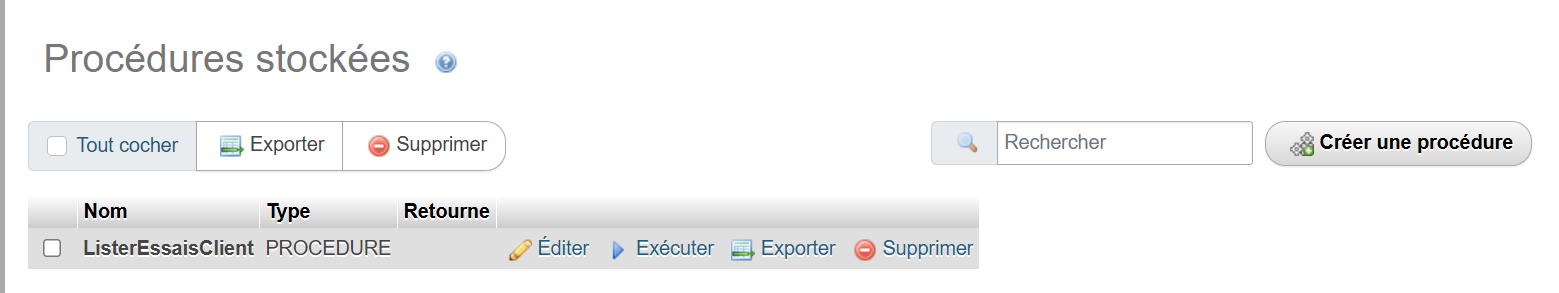 Procédures stockées
Tout cocher Exporter Supprimer Rechercher Créer une procédure
Nom Type Retourne
ListerEssaisClient PROCEDURE Éditer Exécuter Exporter Supprimer